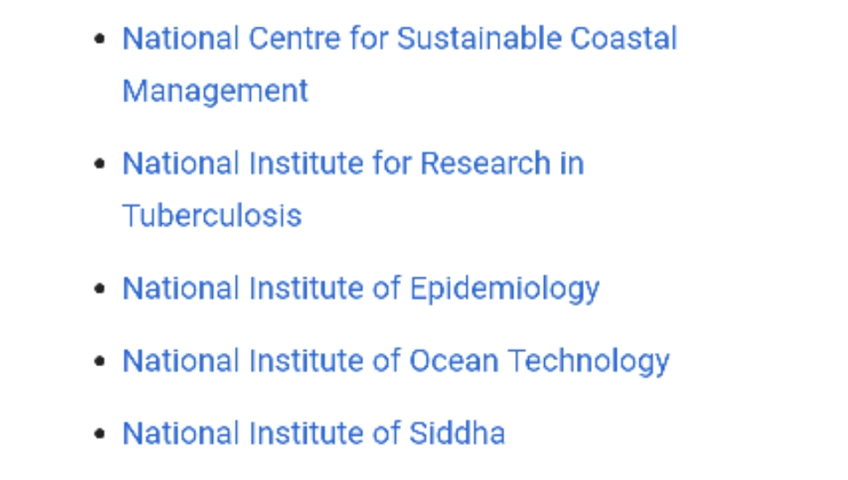 National Centre for Sustainable Coastal
Management
National Institute for Research in
Tuberculosis
National Institute of Epidemiology
National Institute of Ocean Technology
National Institute of Siddha